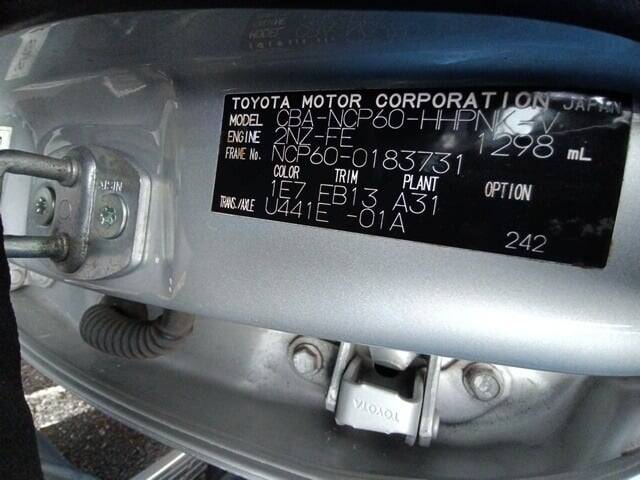 TOYOTA MOTOR CORPORATION JAPAN
MODEL CBA-NCP60-HHPNK-V
ENGINE 2NZ-FE 1298 mL
FRAME No. NCP60-0183731
COLOR TRIM PLANT OPTION
1E7 FB13 A31
TRANS./AXLE U441E -01A
242
TOYOTA